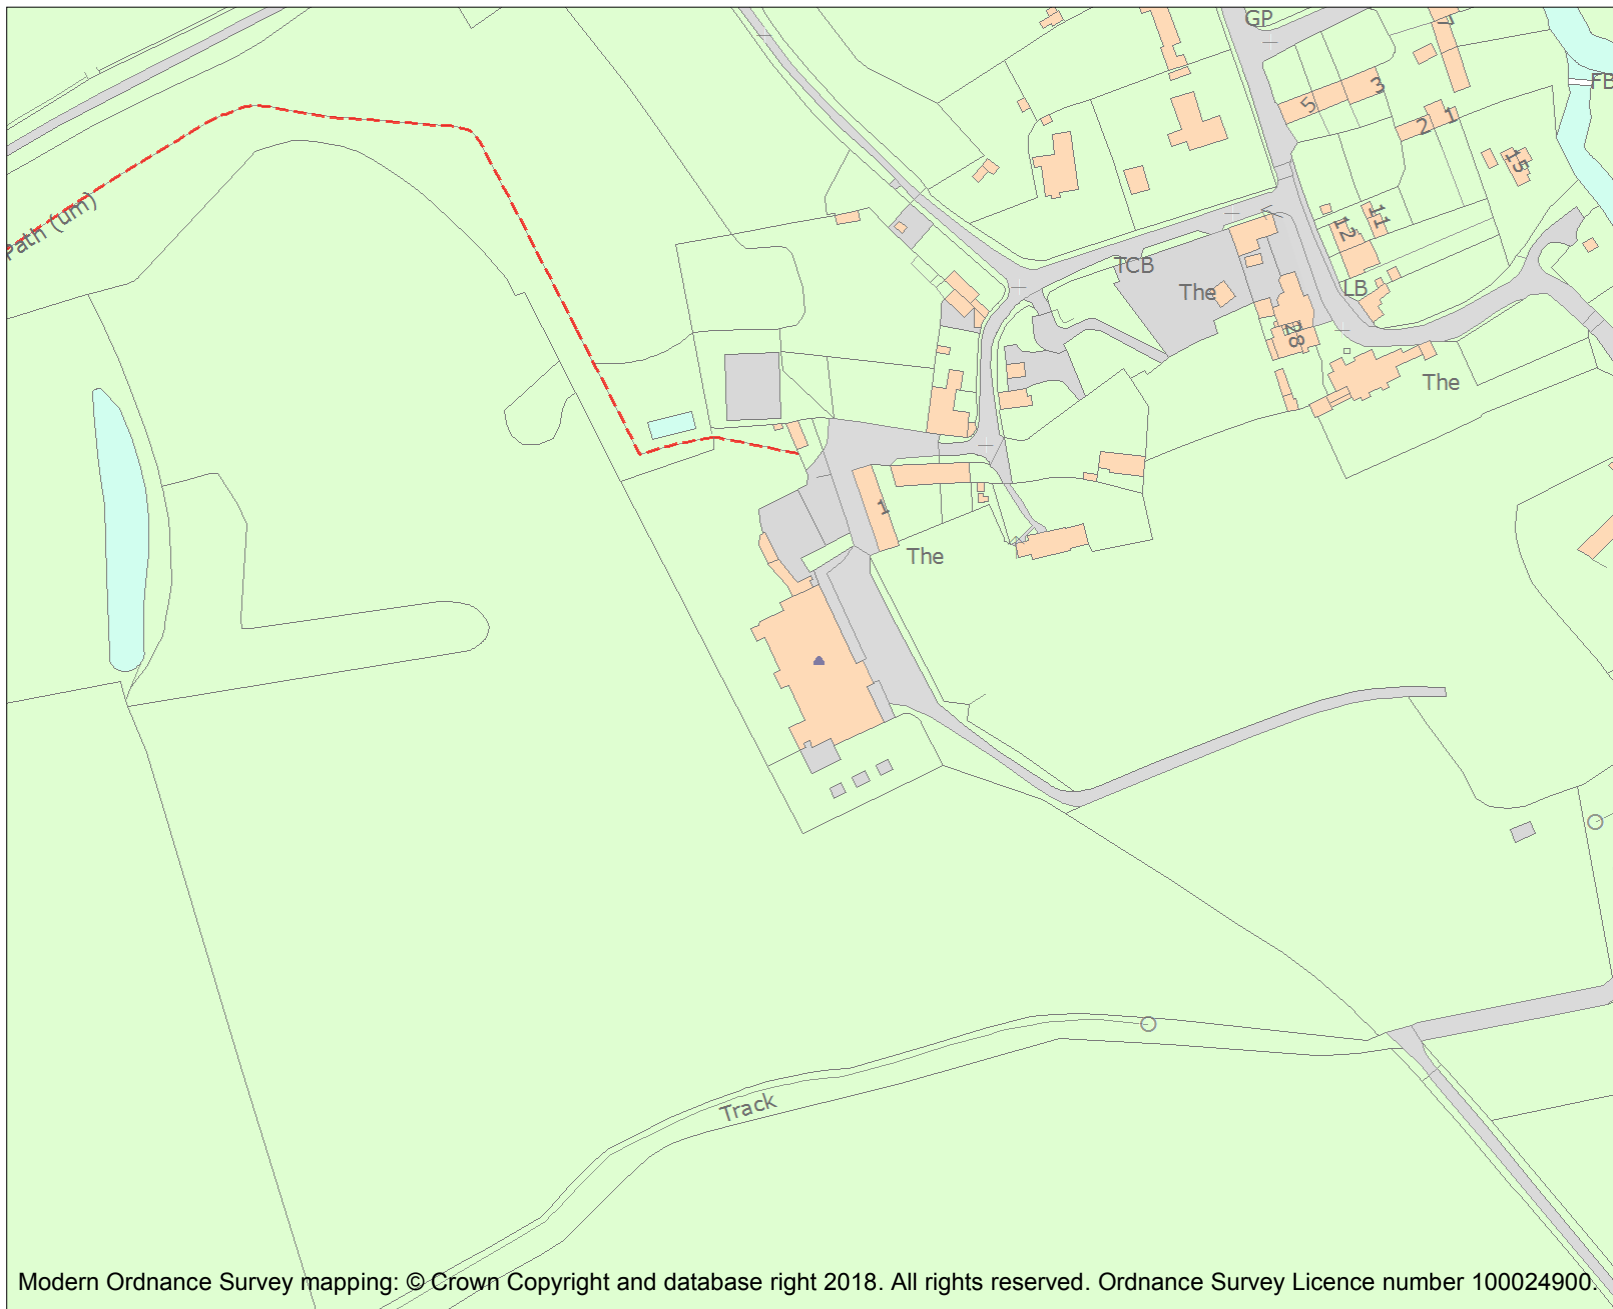 GP
7
FB
3
5
1
2
15
Path (um)
11
12
TCB
The
LB
28
The
1
The
Track
Modern Ordnance Survey mapping: © Crown Copyright and database right 2018. All rights reserved. Ordnance Survey Licence number 100024900.